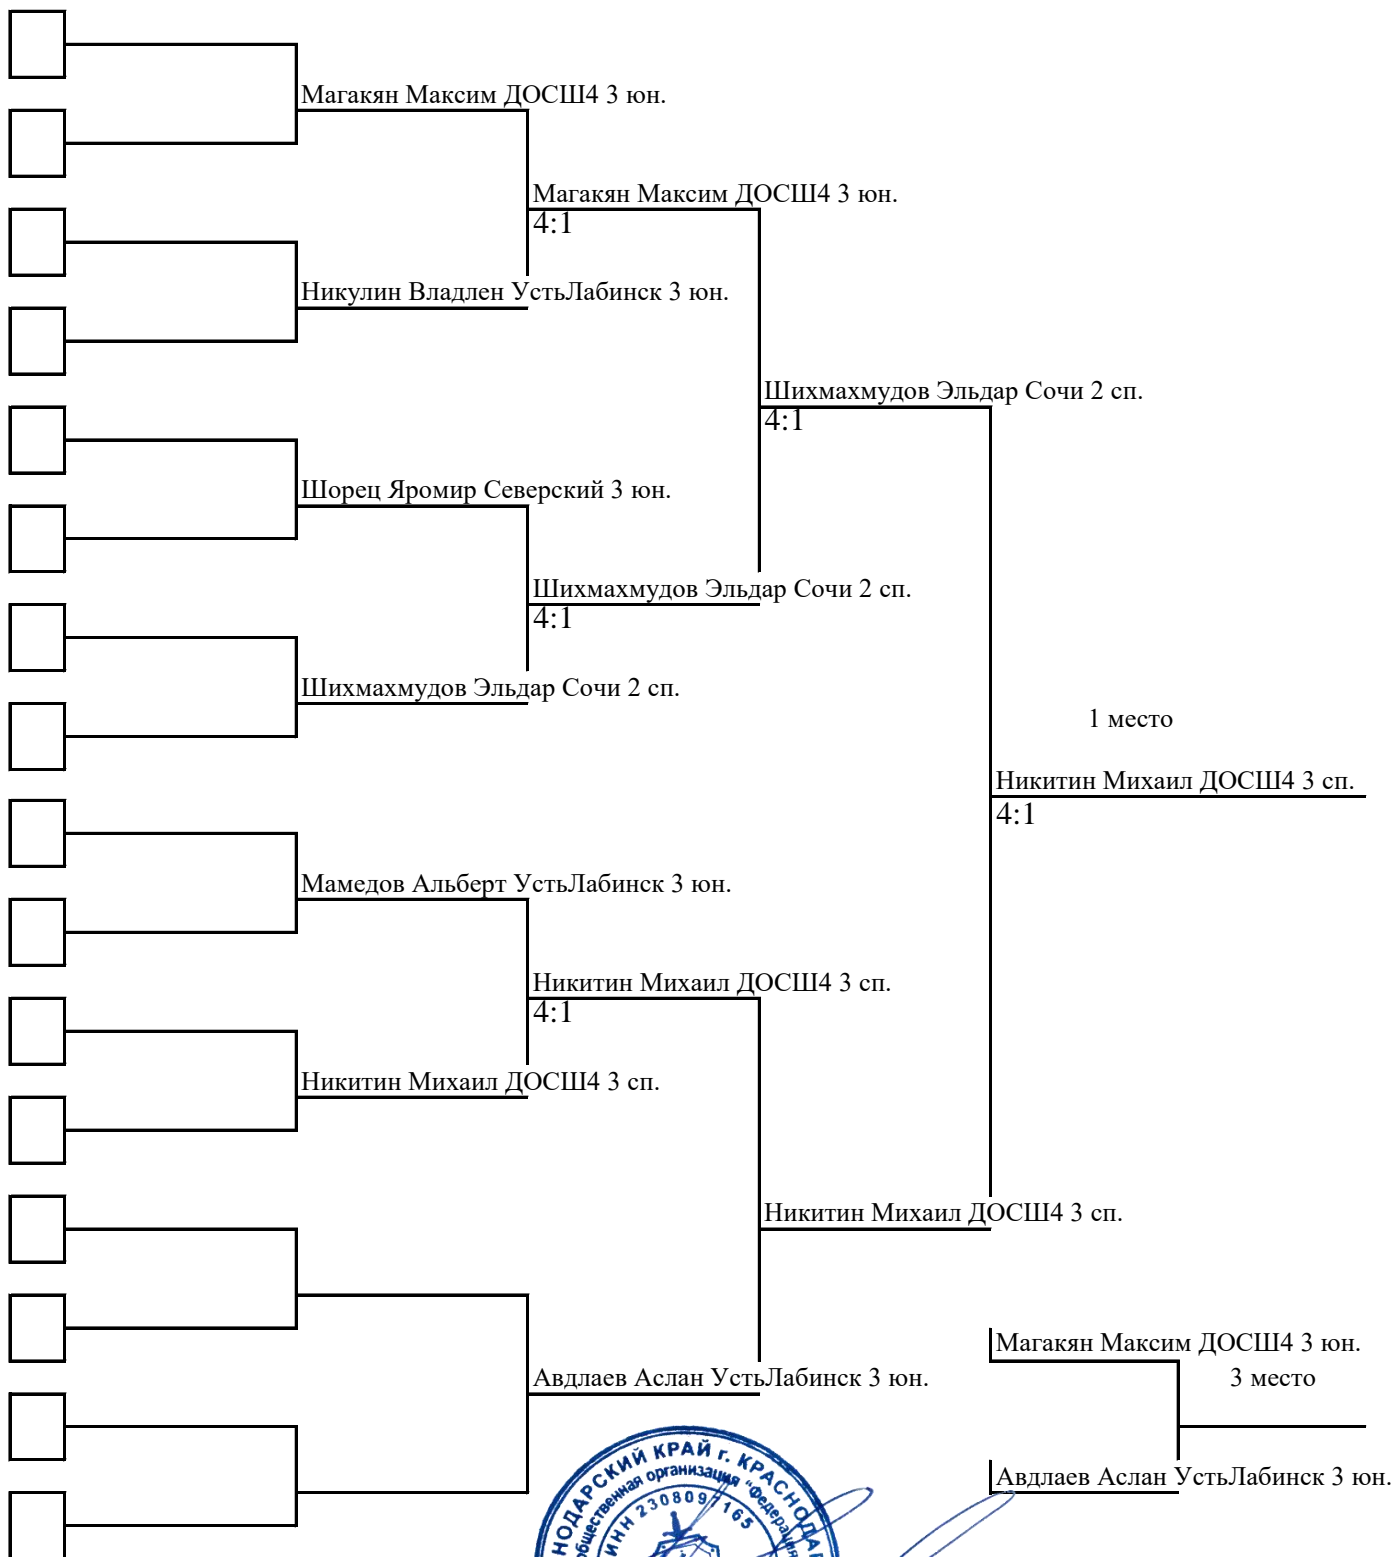 Магакян Максим ДОСШ4 3 юн.
Магакян Максим ДОСШ4 3 юн.
4:1
Никулин Владлен УстьЛабинск 3 юн.
Шихмахмудов Эльдар Сочи 2 сп.
4:1
Шорец Яромир Северский 3 юн.
Шихмахмудов Эльдар Сочи 2 сп.
4:1
Шихмахмудов Эльдар Сочи 2 сп.
1 место
Никитин Михаил ДОСШ4 3 сп.
4:1
Мамедов Альберт УстьЛабинск 3 юн.
Никитин Михаил ДОСШ4 3 сп.
4:1
Никитин Михаил ДОСШ4 3 сп.
Никитин Михаил ДОСШ4 3 сп.
Магакян Максим ДОСШ4 3 юн.
Авдлаев Аслан УстьЛабинск 3 юн.
3 место
Авдлаев Аслан УстьЛабинск 3 юн.
КРАЙ г.
общественная организация "Федерация
ИНН 2308097165